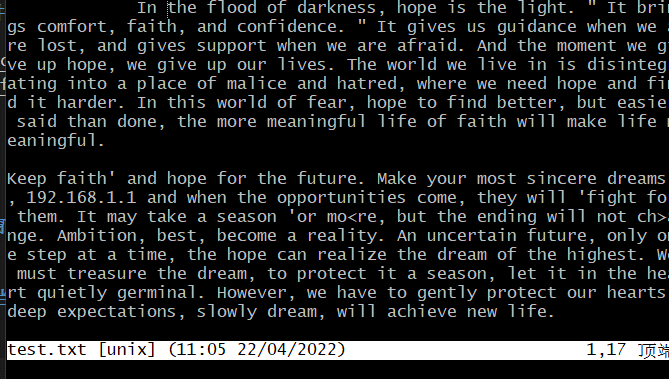 In the flood of darkness, hope is the light. " It brin
gs comfort, faith, and confidence. " It gives us guidance when we a
re lost, and gives support when we are afraid. And the moment we g
ve up hope, we give up our lives. The world we live in is disinteg
ating into a place of malice and hatred, where we need hope and fin
d it harder. In this world of fear, hope to find better, but easie
said than done, the more meaningful life of faith will make life m
eaningful.
Keep faith' and hope for the future. Make your most sincere dreams
, 192.168.1.1 and when the opportunities come, they will 'fight fo
them. It may take a season 'or mo<re, but the ending will not ch>a
nge. Ambition, best, become a reality. An uncertain future, only on
e step at a time, the hope can realize the dream of the highest. We
must treasure the dream, to protect it a season, let it in the hea
rt quietly germinal. However, we have to gently protect our hearts
deep expectations, slowly dream, will achieve new life.
test.txt [unix] (11:05 22/04/2022) 1,17 顶端